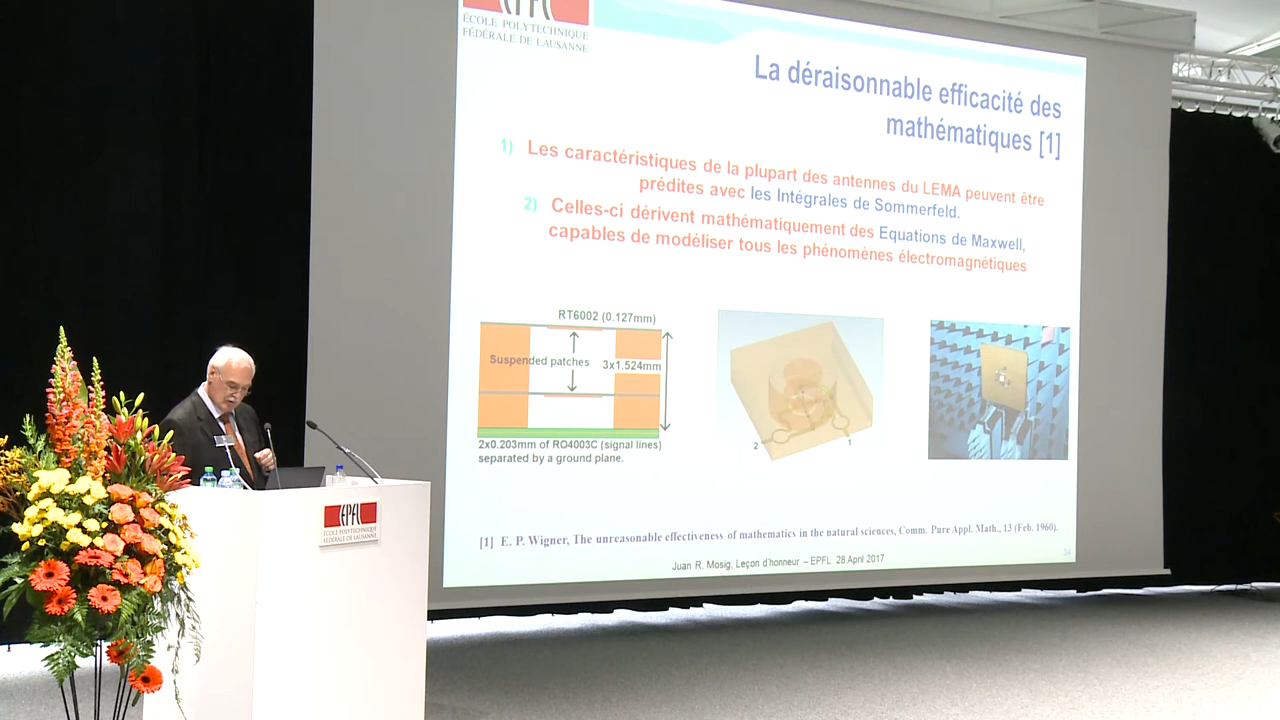 EPFL
ÉCOLE POLYTECHNIQUE
FÉDÉRALE DE LAUSANNE
La déraisonnable efficacité des
mathématiques [1]
1) Les caractéristiques de la plupart des antennes du LEMA peuvent être
prédites avec les Intégrales de Sommerfeld.
2) Celles-ci dérivent mathématiquement des Equations de Maxwell,
capables de modéliser tous les phénomènes électromagnétiques
RT6002 (0.127mm)
Suspended patches
3x1.524mm
2x0.203mm of RO4003C (signal lines)
separated by a ground plane.
2
1
[1] E. P. Wigner, The unreasonable effectiveness of mathematics in the natural sciences, Comm. Pure Appl. Math., 13 (Feb. 1960).
Juan R. Mosig, Leçon d'honneur – EPFL 28 April 2017
34
EPFL
ÉCOLE POLYTECHNIQUE
FÉDÉRALE DE LAUSANNE